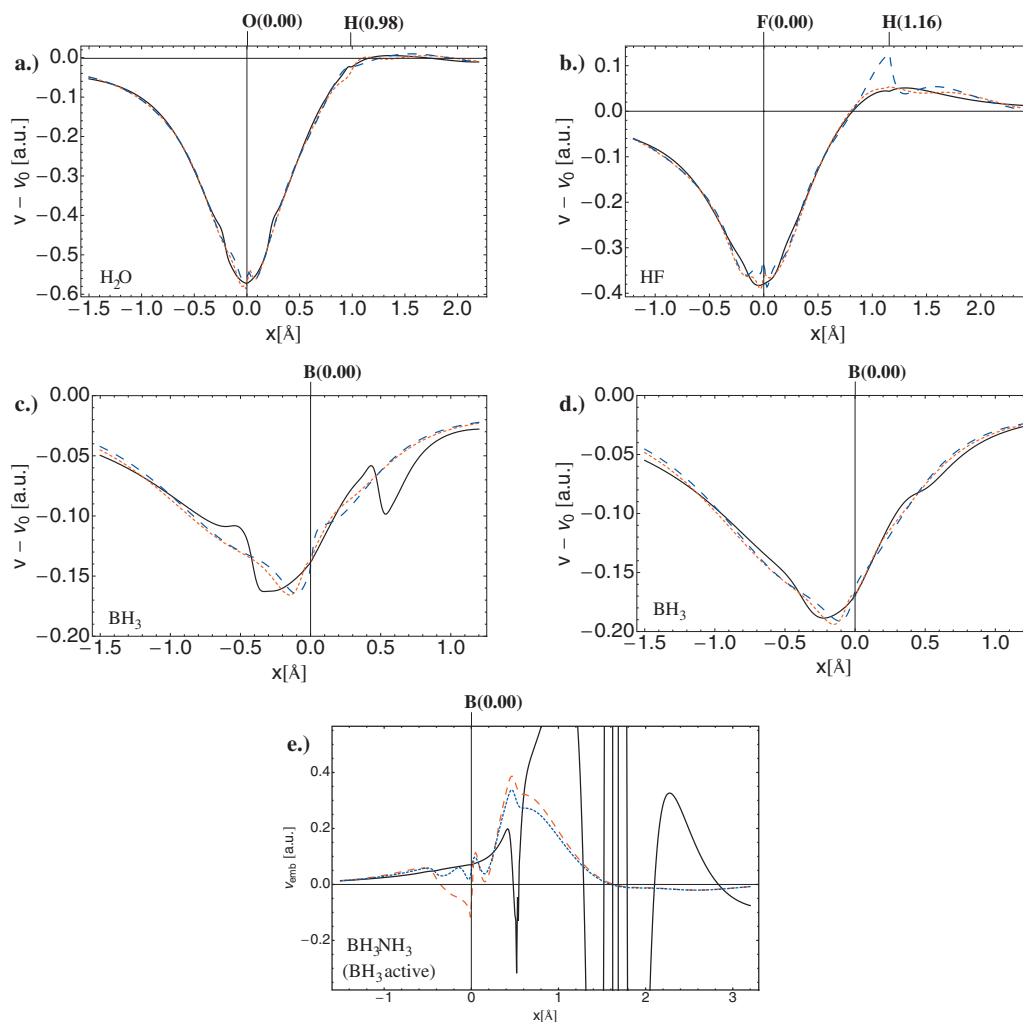 O(0.00) H(0.98)
a.)
0.0
−0.1
−0.2
−0.3
−0.4
−0.5
−0.6
v − v₀ [a.u.]
H₂O
−1.5 −1.0 −0.5 0.0 0.5 1.0 1.5 2.0
x[Å]
F(0.00) H(1.16)
b.)
0.1
0.0
−0.1
−0.2
−0.3
−0.4
v − v₀ [a.u.]
HF
−1.0 −0.5 0.0 0.5 1.0 1.5 2.0
x[Å]
B(0.00)
c.)
0.00
−0.05
−0.10
−0.15
−0.20
v − v₀ [a.u.]
BH₃
−1.5 −1.0 −0.5 0.0 0.5 1.0
x[Å]
B(0.00)
d.)
0.00
−0.05
−0.10
−0.15
−0.20
v − v₀ [a.u.]
BH₃
−1.5 −1.0 −0.5 0.0 0.5 1.0
x[Å]
B(0.00)
e.)
0.4
0.2
0.0
−0.2
v_emb [a.u.]
BH₃NH₃
(BH₃ active)
−1 0 1 2 3
x[Å]